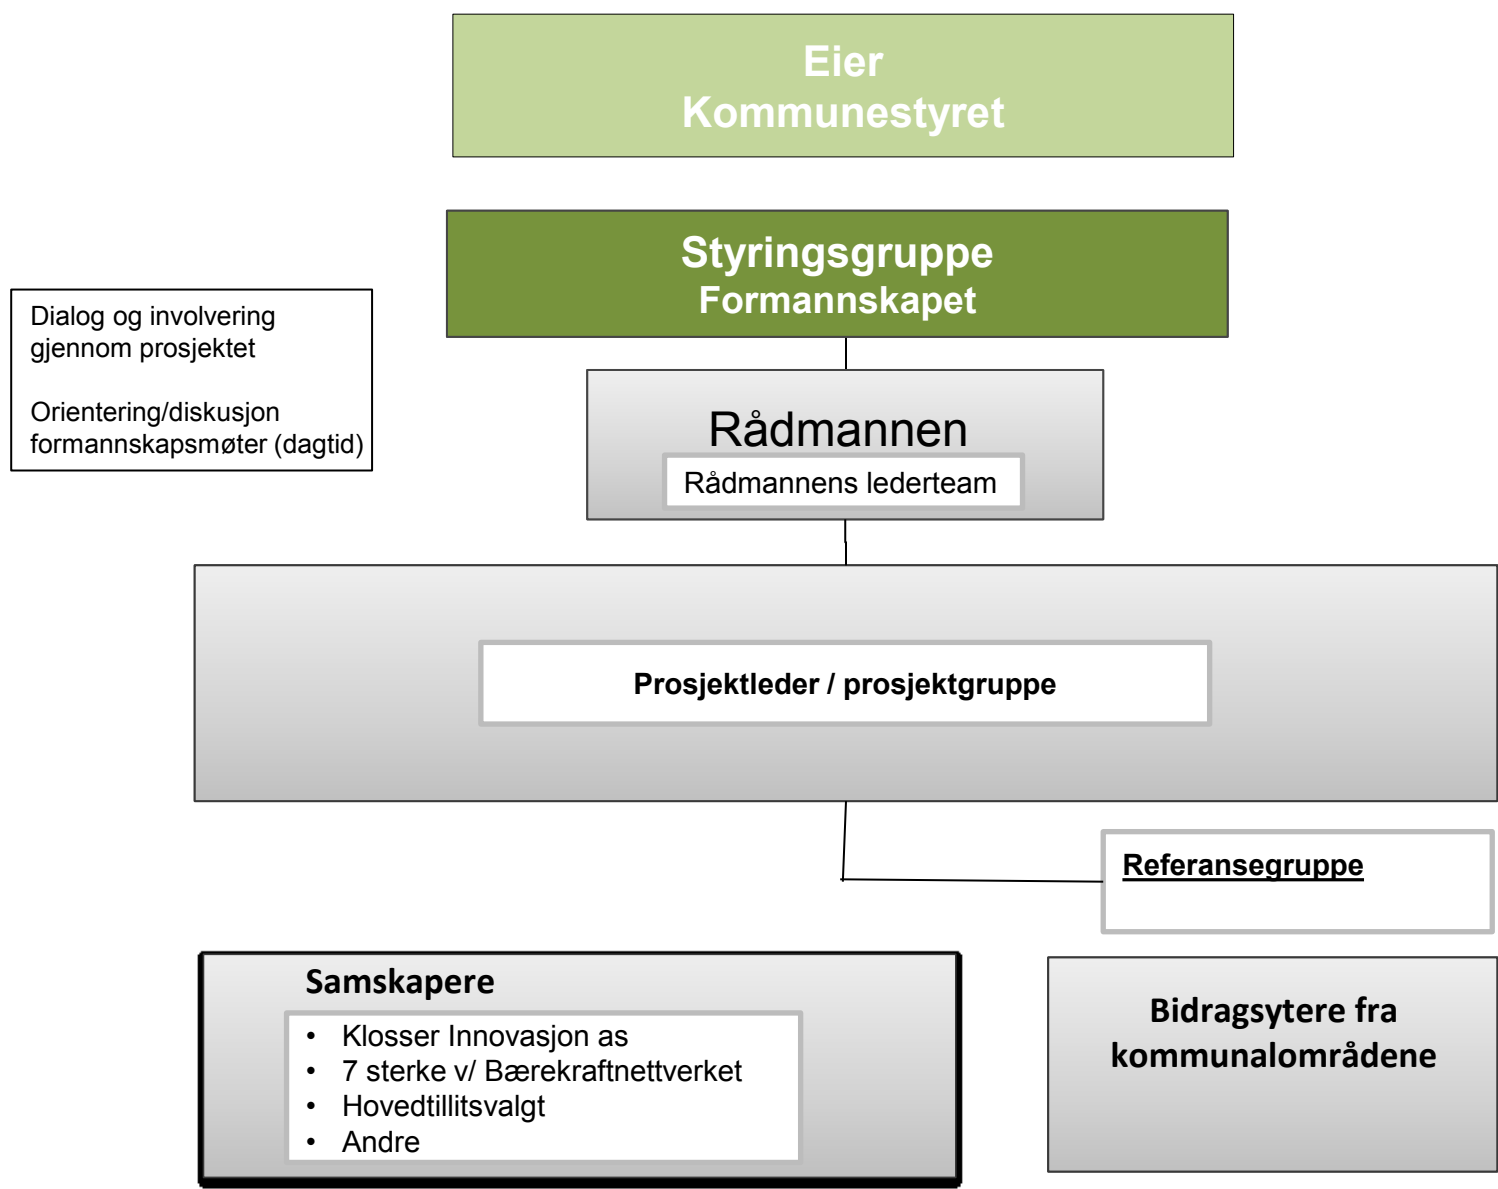 Eier
Kommunestyret
Styringsgruppe
Formannskapet
Dialog og involvering
gjennom prosjektet
Orientering/diskusjon
formannskapsmøter (dagtid)
Rådmannen
Rådmannens lederteam
Prosjektleder / prosjektgruppe
Referansegruppe
Samskapere
• Klosser Innovasjon as
• 7 sterke v/ Bærekraftnettverket
• Hovedtillitsvalgt
• Andre
Bidragsytere fra
kommunalområdene